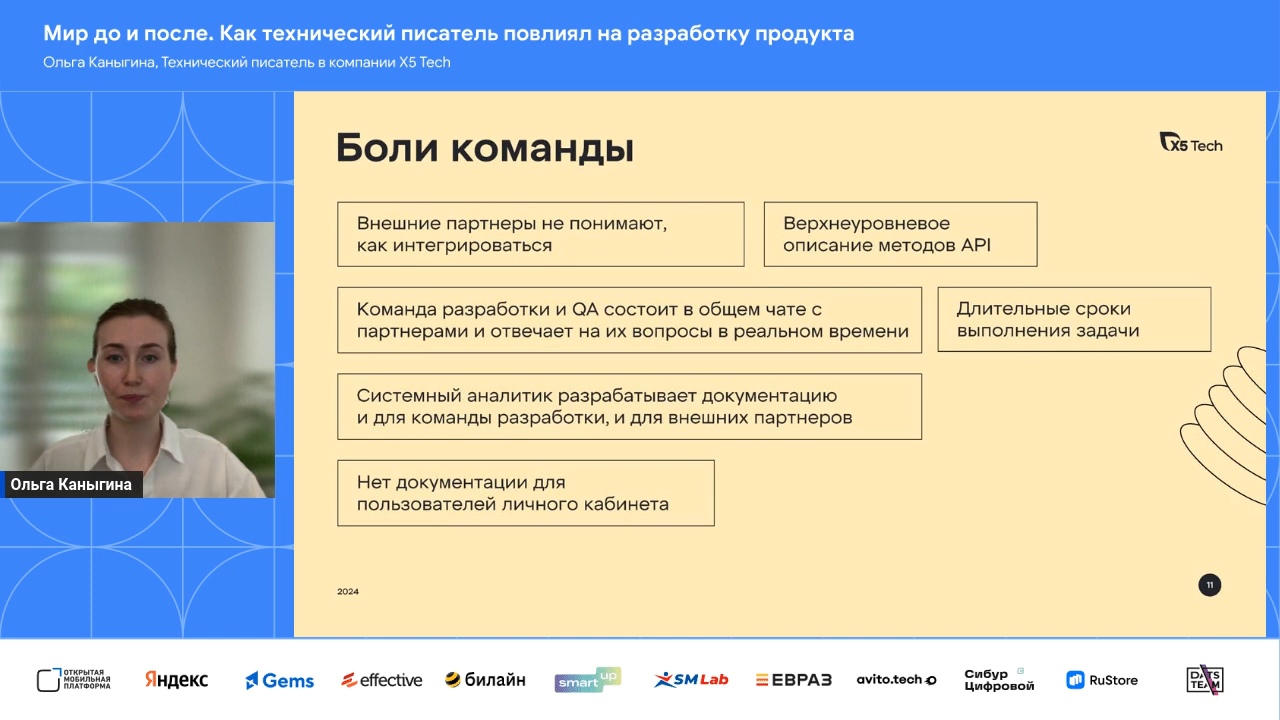 Мир до и после. Как технический писатель повлиял на разработку продукта
Ольга Каныгина, Технический писатель в компании X5 Tech
Боли команды
X5 Tech
Внешние партнеры не понимают,
как интегрироваться
Верхнеуровневое
описание методов API
Команда разработки и QA состоит в общем чате с
партнерами и отвечает на их вопросы в реальном времени
Длительные сроки
выполнения задачи
Системный аналитик разрабатывает документацию
и для команды разработки, и для внешних партнеров
Нет документации для
пользователей личного кабинета
Ольга Каныгина
2024
11
ОТКРЫТАЯ
МОБИЛЬНАЯ
ПЛАТФОРМА
Яндекс
Gems
effective
билайн
smart up
SM Lab
ЕВРАЗ
avito.tech
Сибур
Цифровой
RuStore
DATS
TEAM